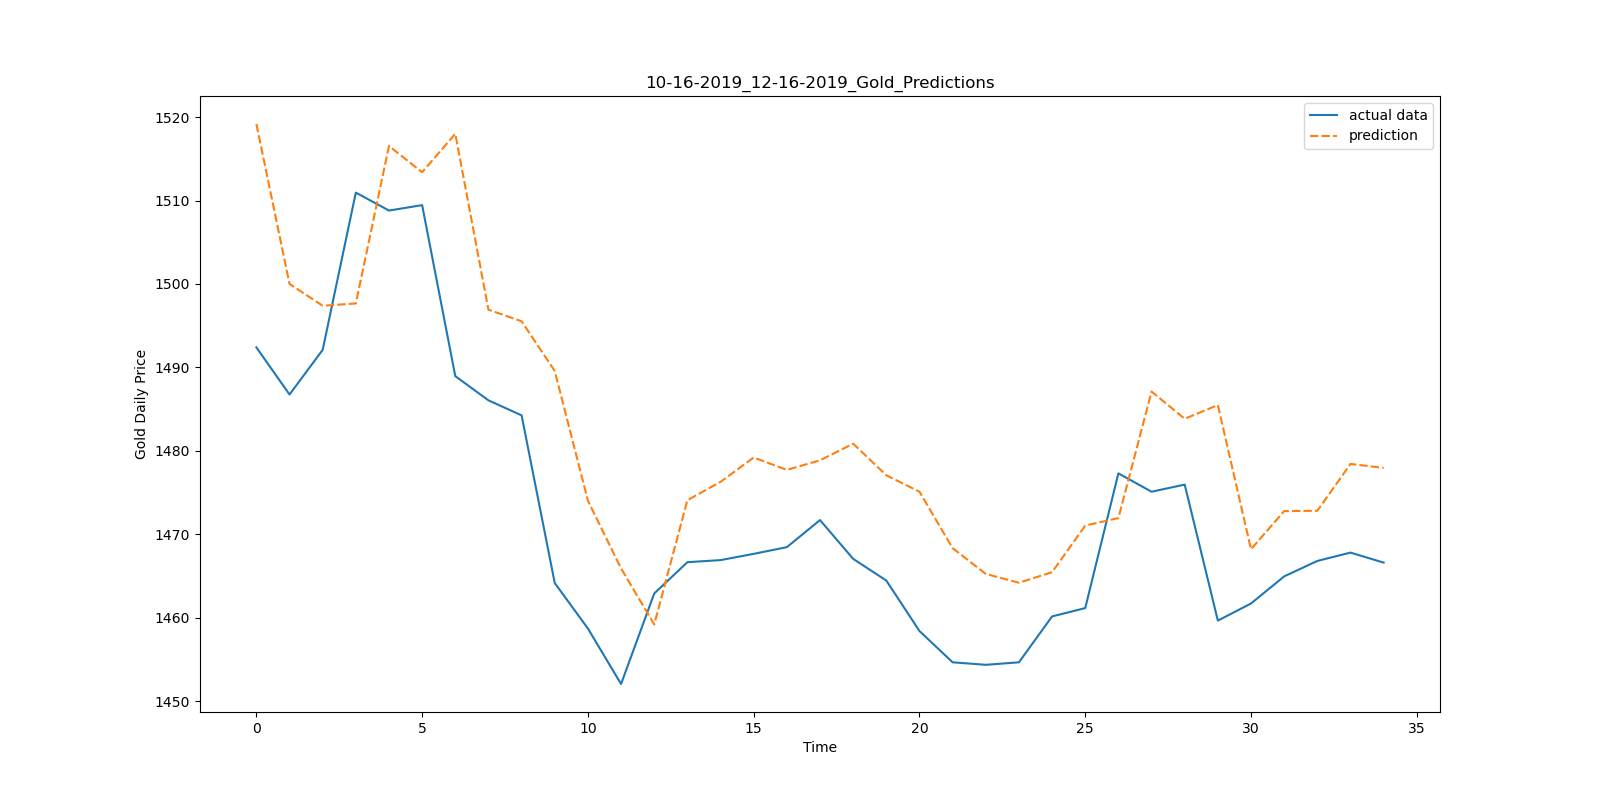 10-16-2019_12-16-2019_Gold_Predictions
actual data
prediction
Gold Daily Price
1520
1510
1500
1490
1480
1470
1460
1450
0 5 10 15 20 25 30 35
Time